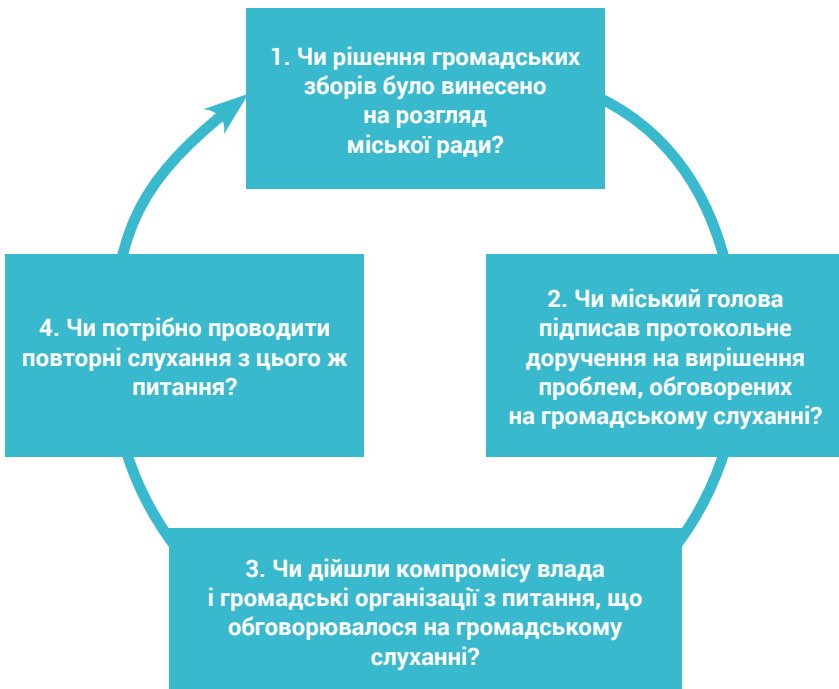 1. Чи рішення громадських
зборів було винесено
на розгляд
міської ради?
2. Чи міський голова
підписав протокольне
доручення на вирішення
проблем, обговорених
на громадському слуханні?
3. Чи дійшли компромісу влада
і громадські організації з питання, що
обговорювалося на громадському
слуханні?
4. Чи потрібно проводити
повторні слухання з цього ж
питання?